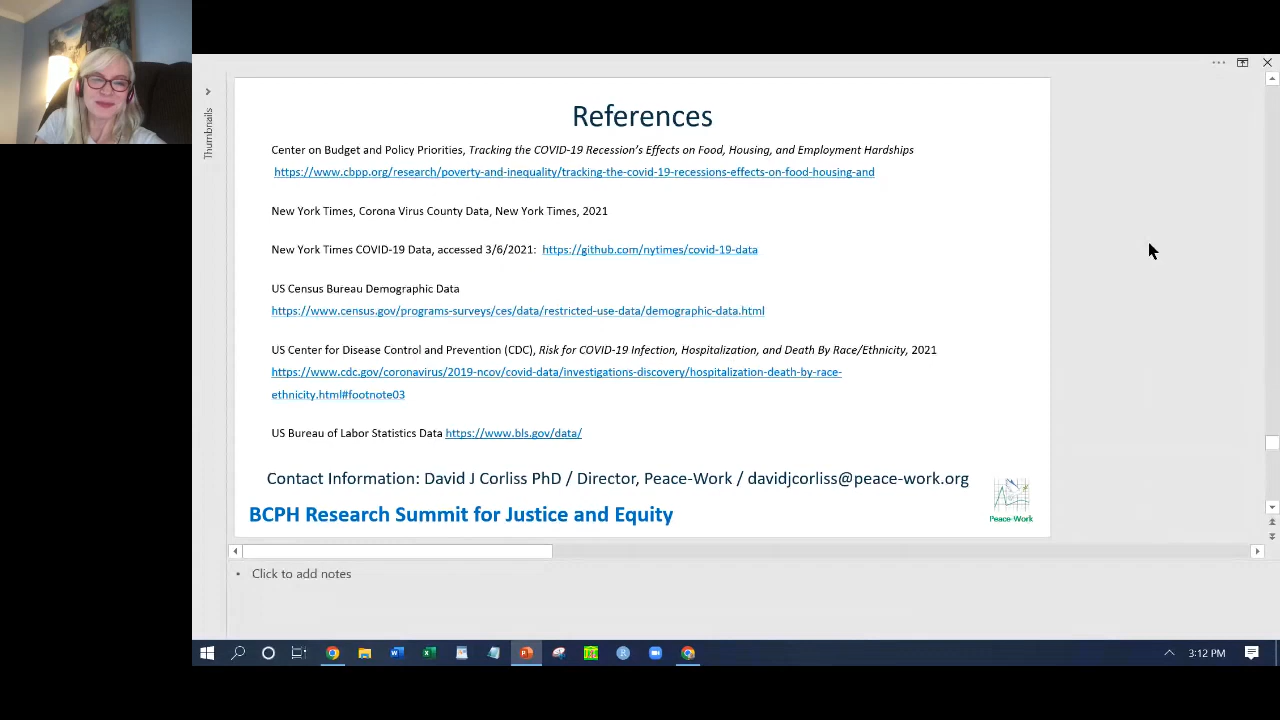 Thumbnails
References
Center on Budget and Policy Priorities, Tracking the COVID-19 Recession's Effects on Food, Housing, and Employment Hardships
https://www.cbpp.org/research/poverty-and-inequality/tracking-the-covid-19-recessions-effects-on-food-housing-and
New York Times, Corona Virus County Data, New York Times, 2021
New York Times COVID-19 Data, accessed 3/6/2021: https://github.com/nytimes/covid-19-data
US Census Bureau Demographic Data
https://www.census.gov/programs-surveys/ces/data/restricted-use-data/demographic-data.html
US Center for Disease Control and Prevention (CDC), Risk for COVID-19 Infection, Hospitalization, and Death By Race/Ethnicity, 2021
https://www.cdc.gov/coronavirus/2019-ncov/covid-data/investigations-discovery/hospitalization-death-by-race-
ethnicity.html#footnote03
US Bureau of Labor Statistics Data https://www.bls.gov/data/
Contact Information: David J Corliss PhD / Director, Peace-Work / davidjcorliss@peace-work.org
BCPH Research Summit for Justice and Equity
Peace-Work
• Click to add notes
3:12 PM